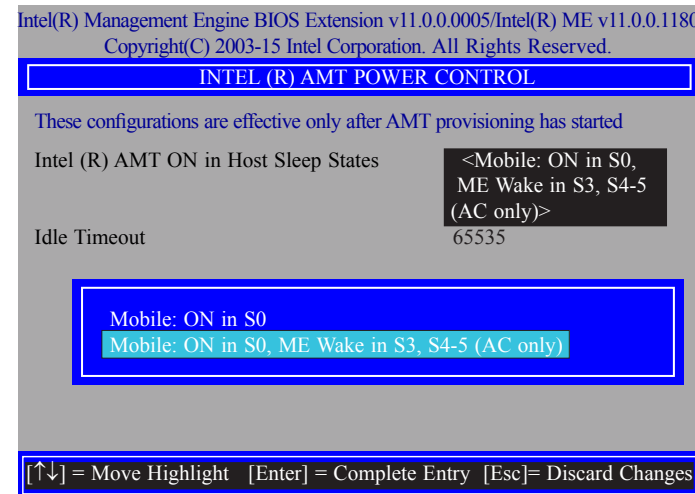 Intel(R) Management Engine BIOS Extension v11.0.0.0005/Intel(R) ME v11.0.0.1180
Copyright(C) 2003-15 Intel Corporation. All Rights Reserved.
INTEL (R) AMT POWER CONTROL
These configurations are effective only after AMT provisioning has started
Intel (R) AMT ON in Host Sleep States
<Mobile: ON in S0,
ME Wake in S3, S4-5
(AC only)>
Idle Timeout
65535
Mobile: ON in S0
Mobile: ON in S0, ME Wake in S3, S4-5 (AC only)
[↑↓] = Move Highlight [Enter] = Complete Entry [Esc]= Discard Changes